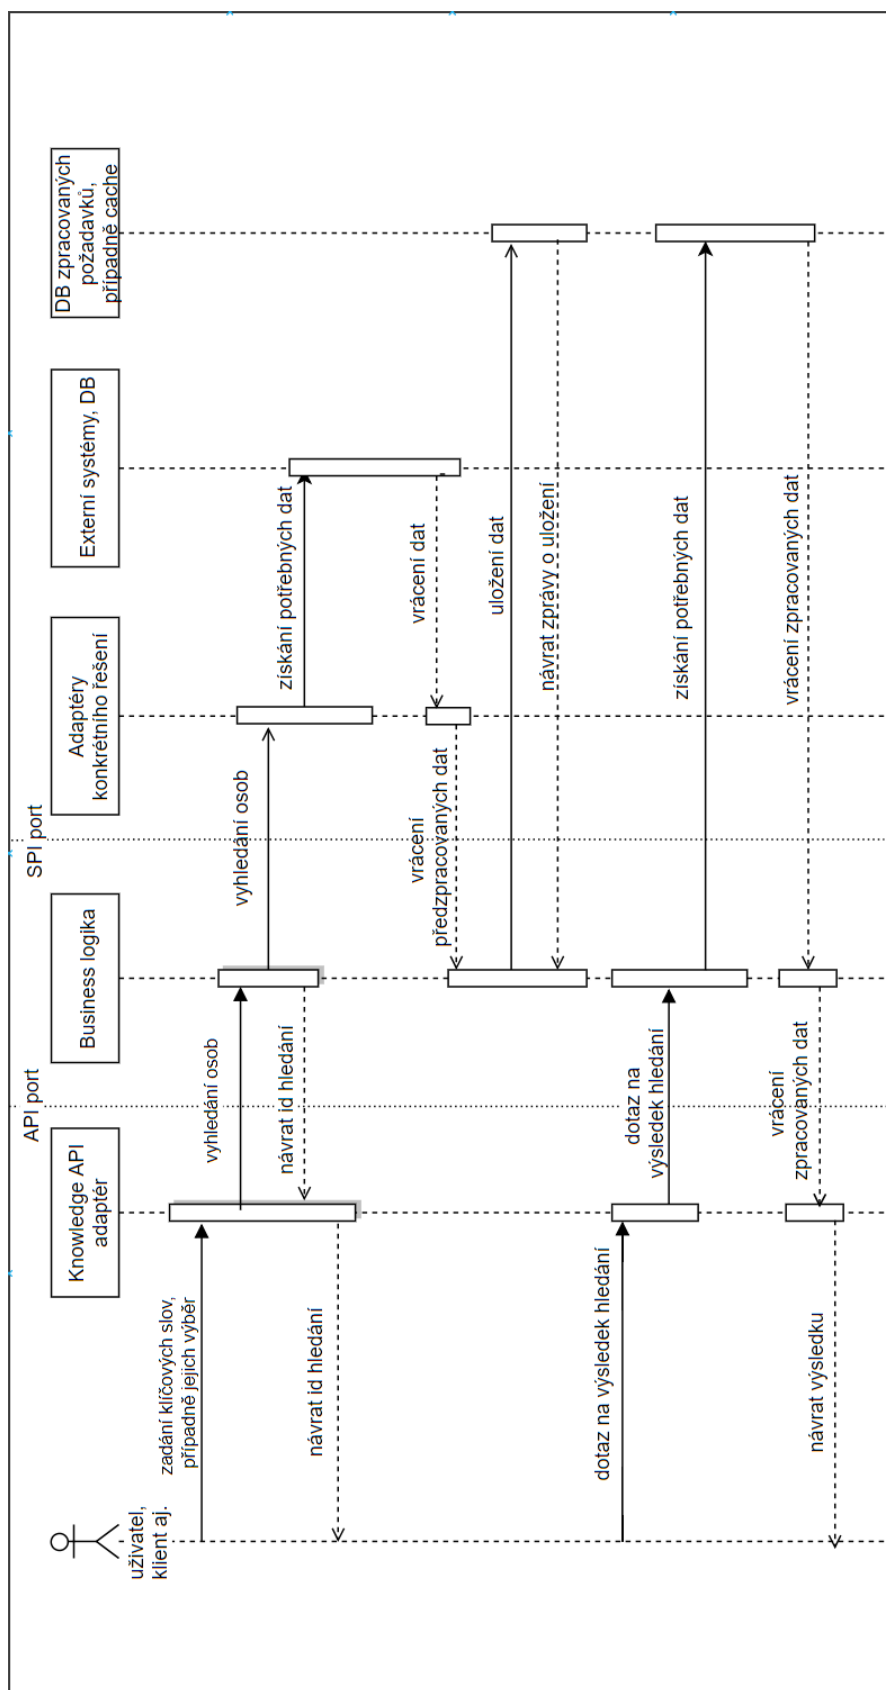 uživatel,
klient aj.
Knowledge API
adaptér
API port
Business logika
SPI port
Adaptéry
konkrétního řešení
Externí systémy, DB
DB zpracovaných
požadavků,
případně cache
zadání klíčových slov,
případně jejich výběr
vyhledání osob
vyhledání osob
získání potřebných dat
návrat id hledání
návrat id hledání
vrácení dat
vrácení
předzpracovaných dat
uložení dat
návrat zprávy o uložení
dotaz na výsledek hledání
dotaz na
výsledek hledání
získání potřebných dat
vrácení zpracovaných dat
vrácení
zpracovaných dat
návrat výsledku